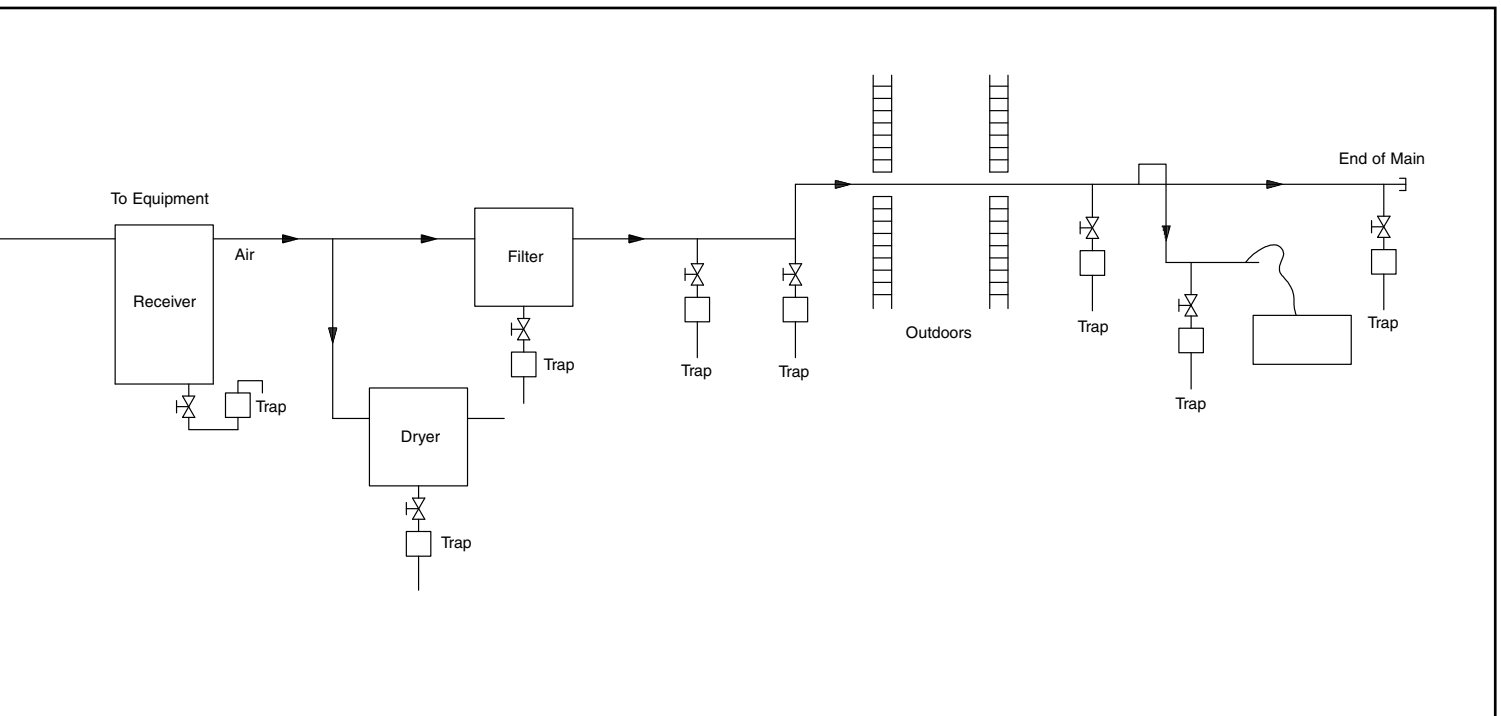 End of Main
To Equipment
Air
Filter
Receiver
Outdoors
Trap
Trap
Trap
Trap
Trap
Trap
Trap
Dryer
Trap